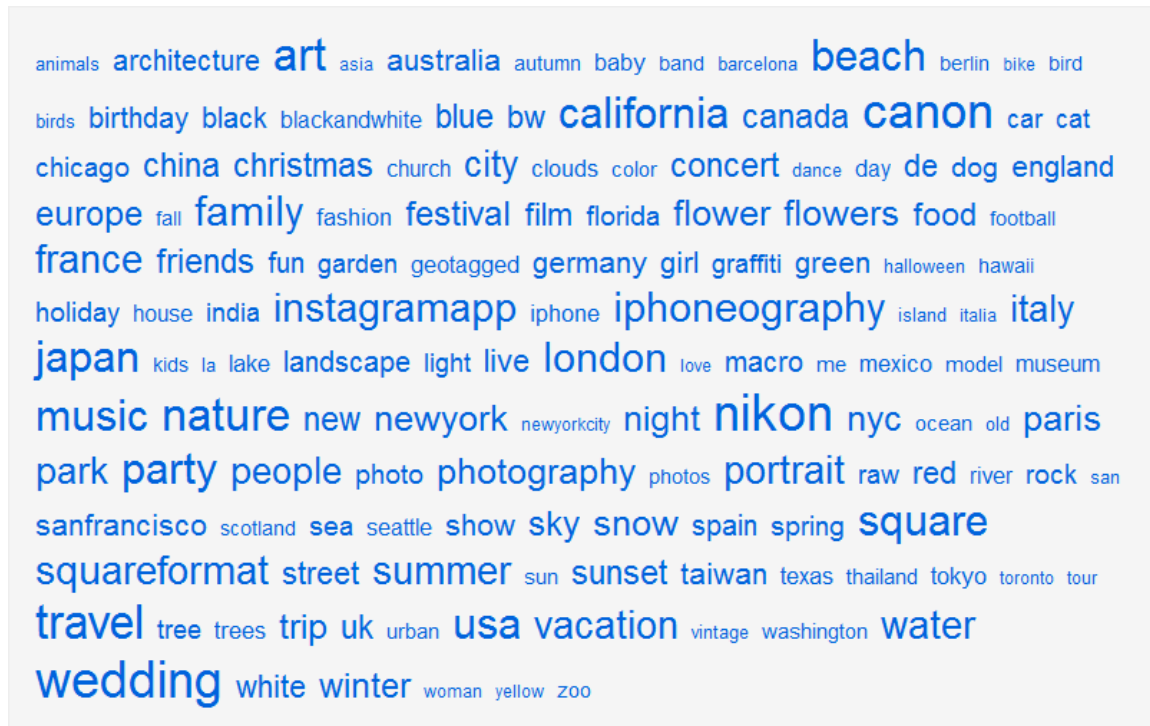 animals architecture art asia australia autumn baby band barcelona beach berlin bike bird
birds birthday black blackandwhite blue bw california canada canon car cat
chicago china christmas church city clouds color concert dance day de dog england
europe fall family fashion festival film florida flower flowers food football
france friends fun garden geotagged germany girl graffiti green halloween hawaii
holiday house india instagramapp iphone iphoneography island italia italy
japan kids la lake landscape light live london love macro me mexico model museum
music nature new newyork newyorkcity night nikon nyc ocean old paris
park party people photo photography photos portrait raw red river rock san
sanfrancisco scotland sea seattle show sky snow spain spring square
squareformat street summer sun sunset taiwan texas thailand tokyo toronto tour
travel tree trees trip uk urban usa vacation vintage washington water
wedding white winter woman yellow zoo